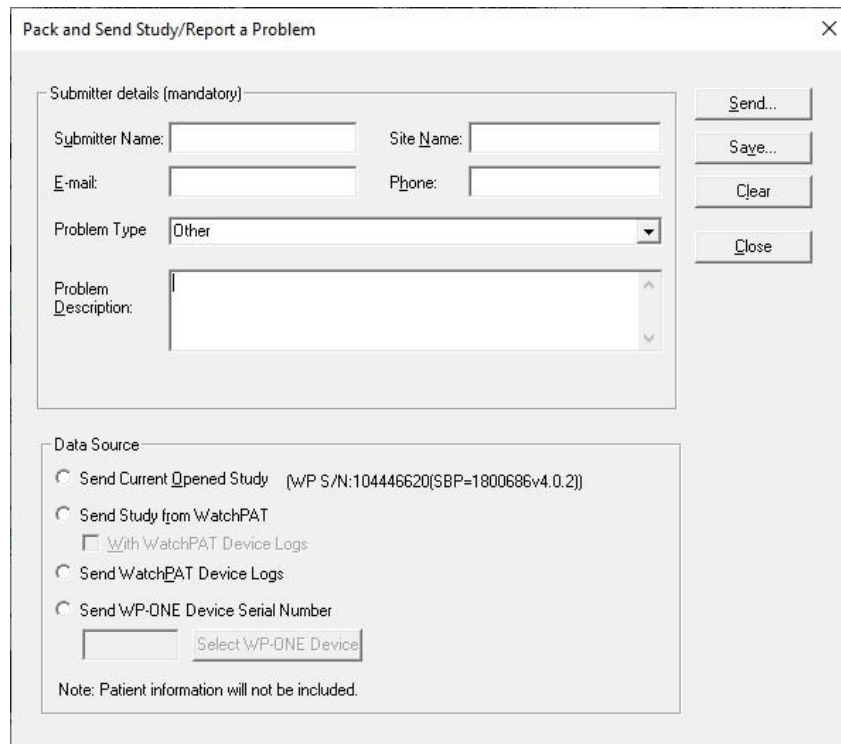 Pack and Send Study/Report a Problem
Submitter details (mandatory)
Submitter Name:
Site Name:
E-mail:
Phone:
Problem Type
Other
Problem
Description:
Send...
Save...
Clear
Close
Data Source
Send Current Opened Study (WP S/N:104446620(SBP=1800686v4.0.2))
Send Study from WatchPAT
With WatchPAT Device Logs
Send WatchPAT Device Logs
Send WP-ONE Device Serial Number
Select WP-ONE Device
Note: Patient information will not be included.